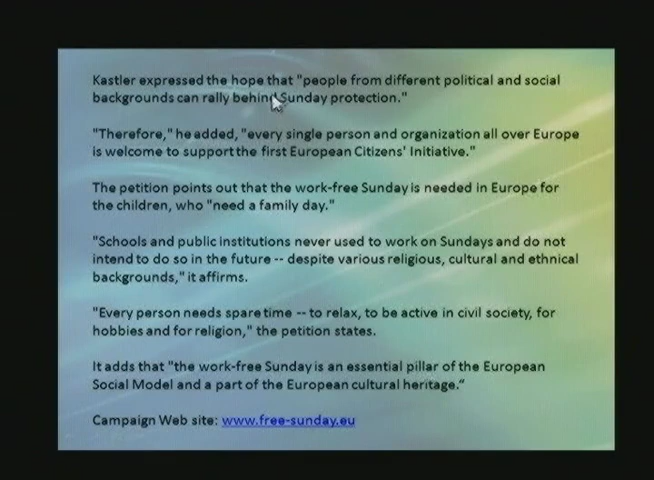 Kastler expressed the hope that "people from different political and social
backgrounds can rally behind Sunday protection."
"Therefore," he added, "every single person and organization all over Europe
is welcome to support the first European Citizens' Initiative."
The petition points out that the work-free Sunday is needed in Europe for
the children, who "need a family day."
"Schools and public institutions never used to work on Sundays and do not
intend to do so in the future -- despite various religious, cultural and ethnical
backgrounds," it affirms.
"Every person needs spare time -- to relax, to be active in civil society, for
hobbies and for religion," the petition states.
It adds that "the work-free Sunday is an essential pillar of the European
Social Model and a part of the European cultural heritage."
Campaign Web site: www.free-sunday.eu